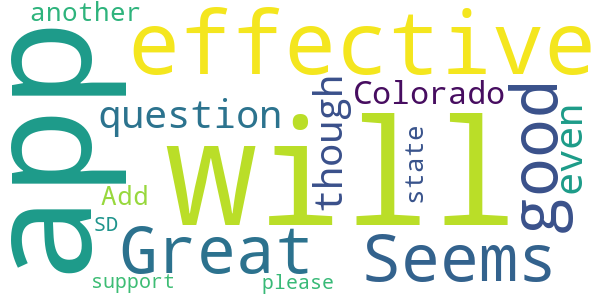 another
effective
app
question
Colorado
though
Will
good
even
state
Add
SD
Great
Seems
support
please